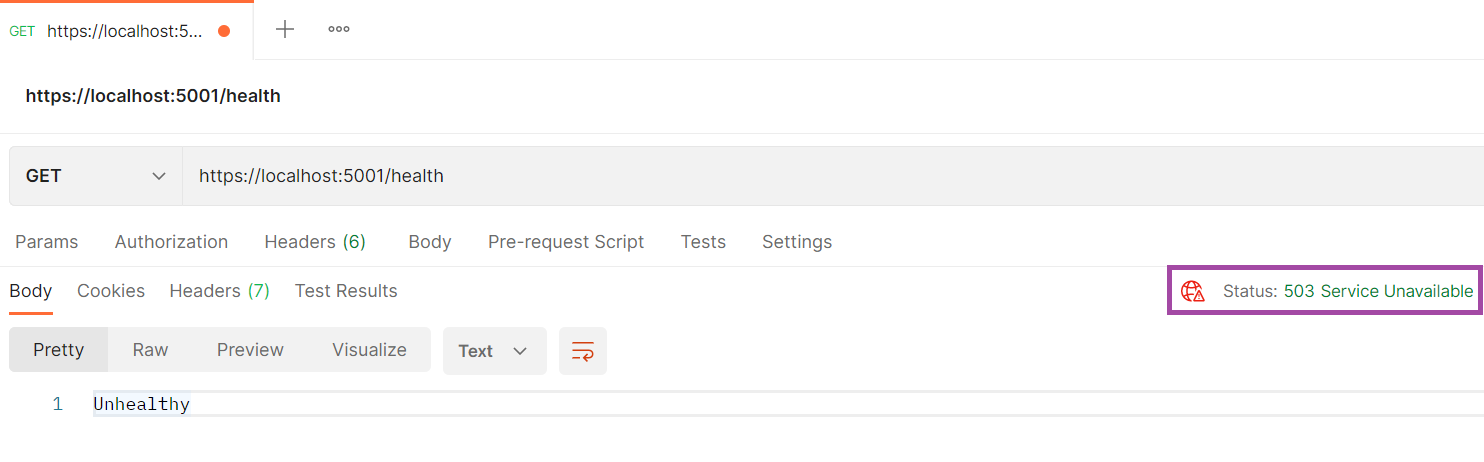 GET https://localhost:5...
https://localhost:5001/health
GET https://localhost:5001/health
Params Authorization Headers (6) Body Pre-request Script Tests Settings
Body Cookies Headers (7) Test Results Status: 503 Service Unavailable
Pretty Raw Preview Visualize Text
1 Unhealthy